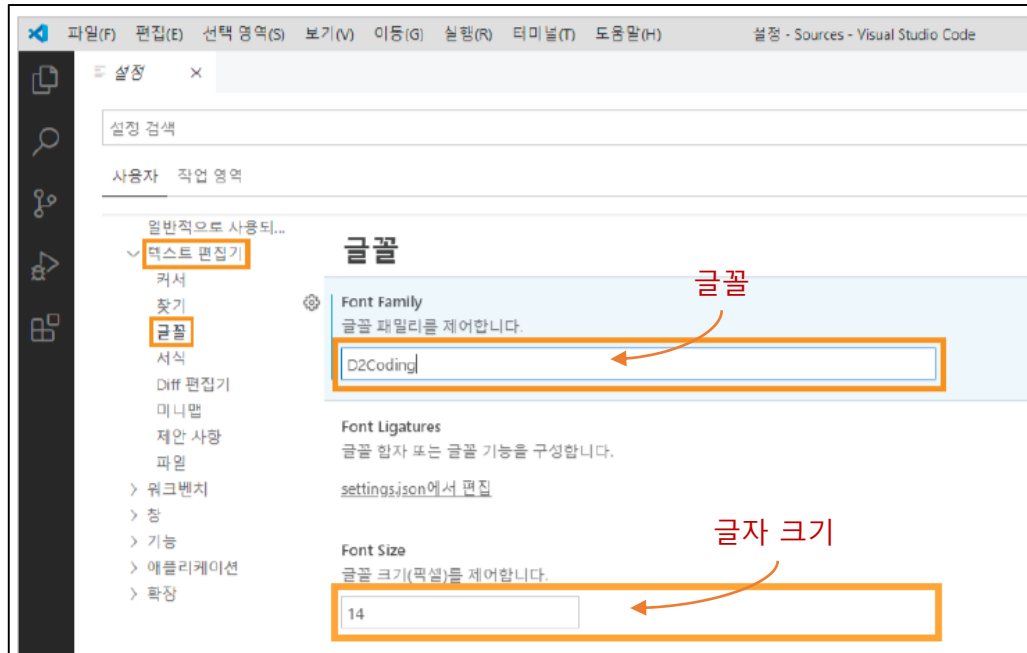 파일(F) 편집(E) 선택 영역(S) 보기(V) 이동(G) 실행(R) 터미널(T) 도움말(H) 설정 - Sources - Visual Studio Code
설정
설정 검색
사용자 작업 영역
일반적으로 사용되...
텍스트 편집기
커서
찾기
글꼴
서식
Diff 편집기
미니맵
제안 사항
파일
워크벤치
창
기능
애플리케이션
확장
글꼴
글꼴
Font Family
글꼴 패밀리를 제어합니다.
D2Coding
Font Ligatures
글꼴 합자 또는 글꼴 기능을 구성합니다.
settings.json에서 편집
글자 크기
Font Size
글꼴 크기(픽셀)를 제어합니다.
14